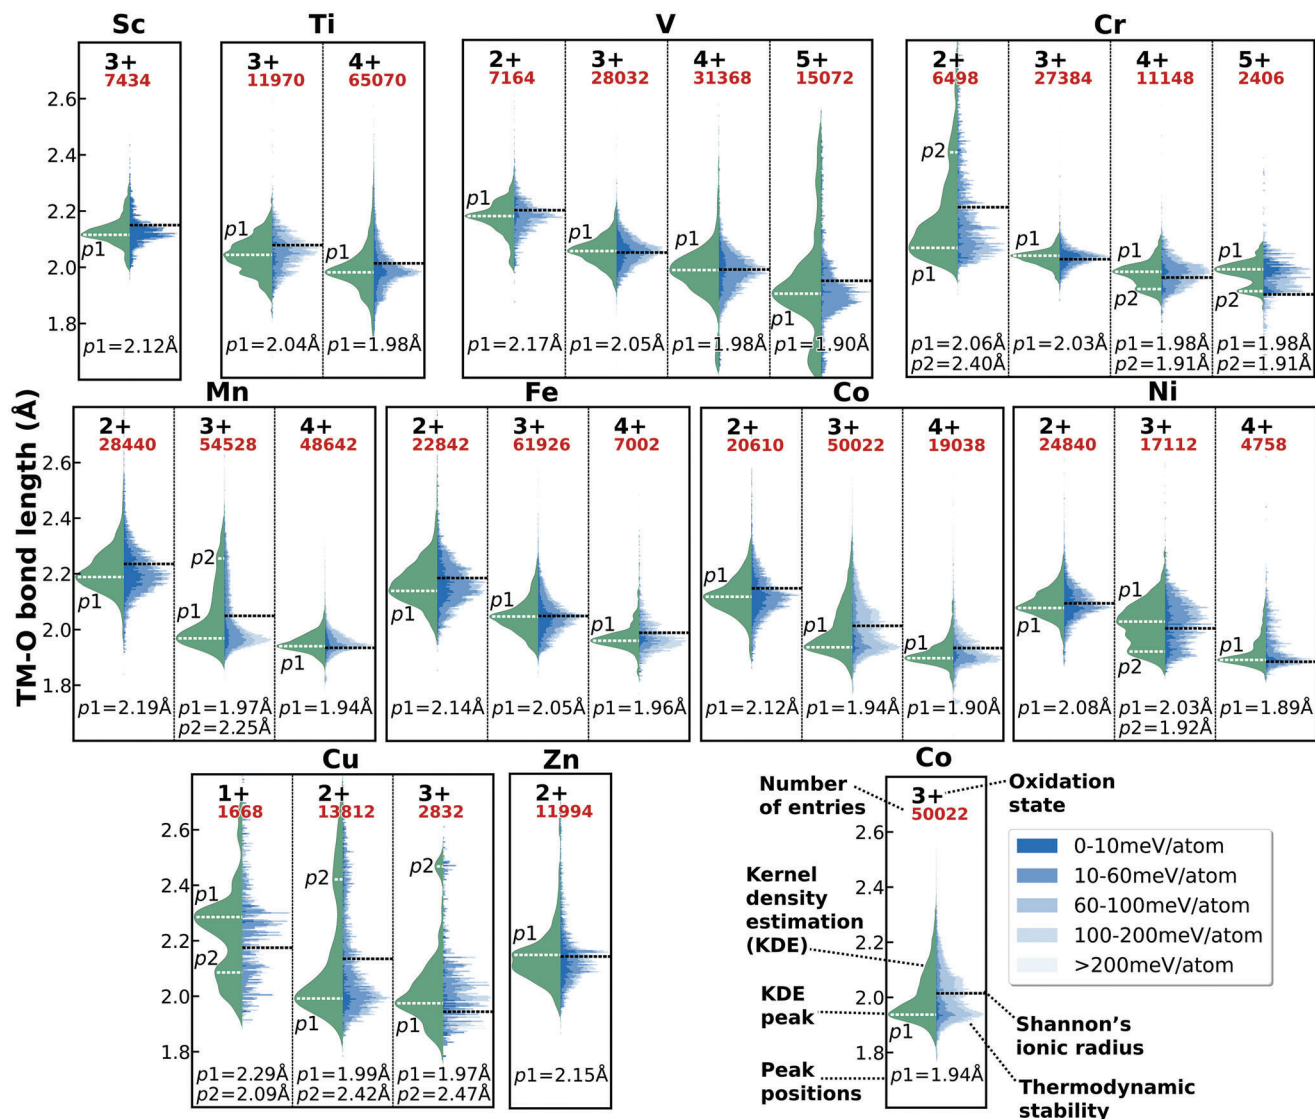 Sc Ti V Cr
3+ 3+ 4+ 2+ 3+ 4+ 5+ 2+ 3+ 4+ 5+
7434 11970 65070 7164 28032 31368 15072 6498 27384 11148 2406
2.6
2.4
2.2
2.0
1.8
p1 p1 p1 p1 p1 p1 p1 p2 p1 p1 p1 p2 p1 p2
p1=2.12Å p1=2.04Å p1=1.98Å p1=2.17Å p1=2.05Å p1=1.98Å p1=1.90Å p1=2.06Å p1=2.03Å p1=1.98Å p1=1.98Å
p2=2.40Å p2=1.91Å p2=1.91Å
TM-O bond length (Å)
Mn Fe Co Ni
2+ 3+ 4+ 2+ 3+ 4+ 2+ 3+ 4+ 2+ 3+ 4+
28440 54528 48642 22842 61926 7002 20610 50022 19038 24840 17112 4758
2.6
2.4
2.2
2.0
1.8
p1 p2 p1 p1 p1 p1 p1 p1 p1 p1 p1 p1 p2 p1
p1=2.19Å p1=1.97Å p1=1.94Å p1=2.14Å p1=2.05Å p1=1.96Å p1=2.12Å p1=1.94Å p1=1.90Å p1=2.08Å p1=2.03Å p1=1.89Å
p2=2.25Å p2=1.92Å
Cu Zn
1+ 2+ 3+ 2+
1668 13812 2832 11994
2.6
2.4
2.2
2.0
1.8
p1 p2 p2 p1 p2 p1 p1
p1=2.29Å p1=1.99Å p1=1.97Å p1=2.15Å
p2=2.09Å p2=2.42Å p2=2.47Å
Co
3+
50022
2.6
2.4
2.2
2.0
1.8
p1
p1=1.94Å
Number
of entries
Oxidation
state
Kernel
density
estimation
(KDE)
KDE
peak
Peak
positions
0-10meV/atom
10-60meV/atom
60-100meV/atom
100-200meV/atom
>200meV/atom
Shannon's
ionic radius
Thermodynamic
stability